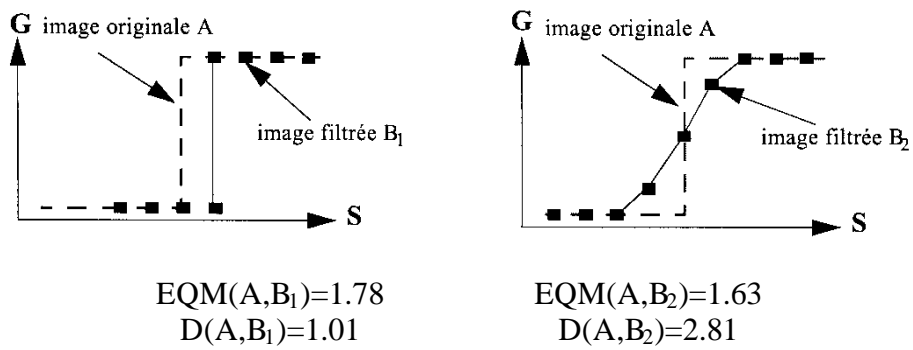 G image originale A
image filtrée B1
S
G
image originale A
image filtrée B2
S
EQM(A,B1)=1.78
D(A,B1)=1.01
EQM(A,B2)=1.63
D(A,B2)=2.81